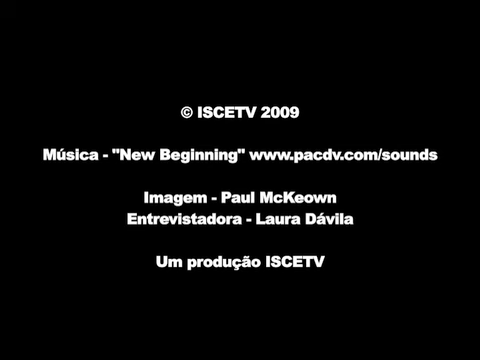 © ISCETV 2009
Música - "New Beginning" www.pacdv.com/sounds
Imagem - Paul McKeown
Entrevistadora - Laura Dávila
Um produção ISCETV